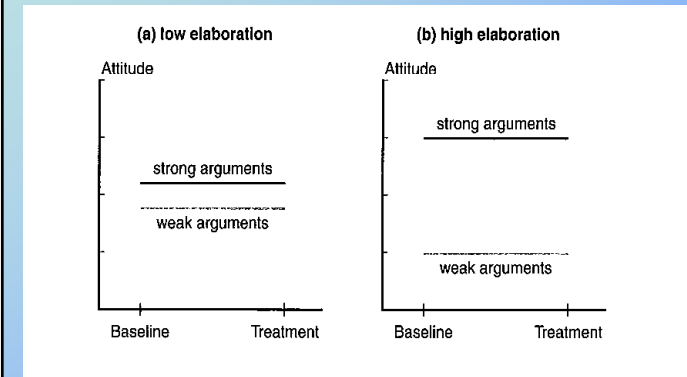 (a) low elaboration
Attitude
strong arguments
weak arguments
Baseline Treatment
(b) high elaboration
Attitude
strong arguments
weak arguments
Baseline Treatment